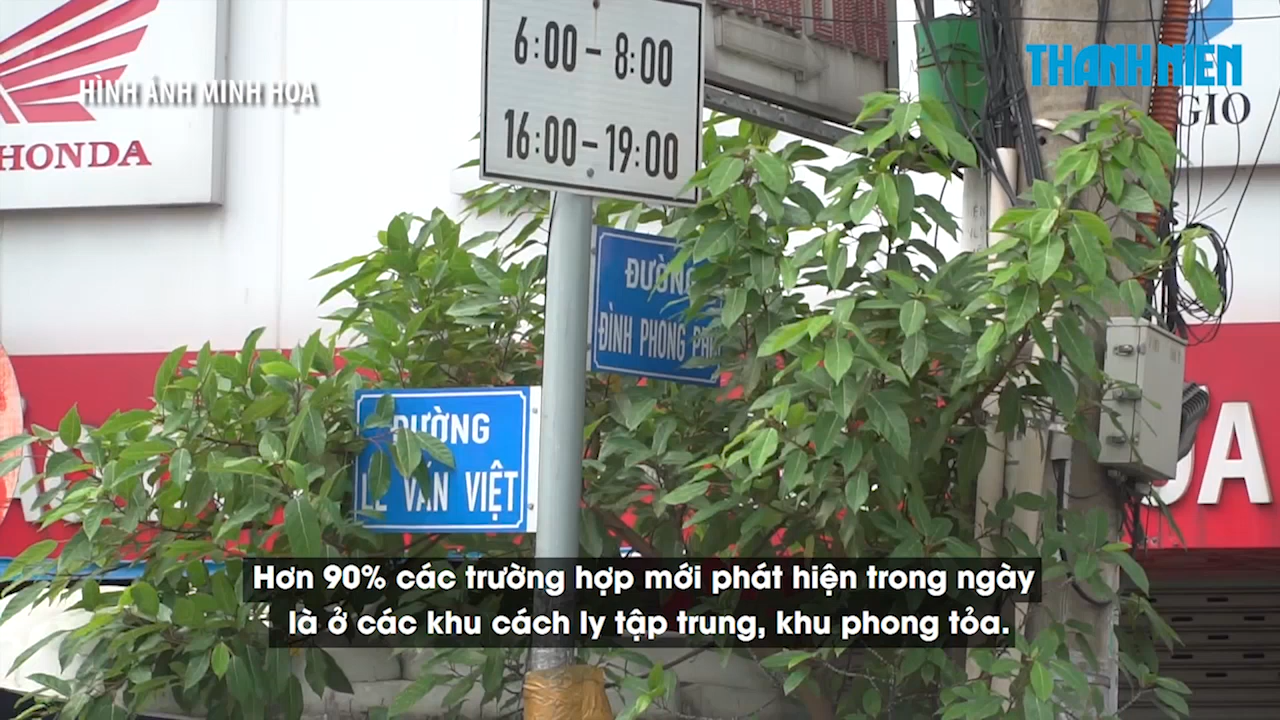 6:00 - 8:00
16:00 - 19:00
THANH NIEN
HÌNH ẢNH MINH HỌA
HONDA
GIO
ĐƯỜNG
ĐÌNH PHONG
ĐƯỜNG
LÊ VĂN VIỆT
DA
Hơn 90% các trường hợp mới phát hiện trong ngày
là ở các khu cách ly tập trung, khu phong tỏa.